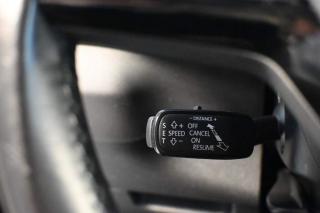 - DISTANCE +
S ⇧+ OFF
E SPEED CANCEL
T ⇩- ON
RESUME